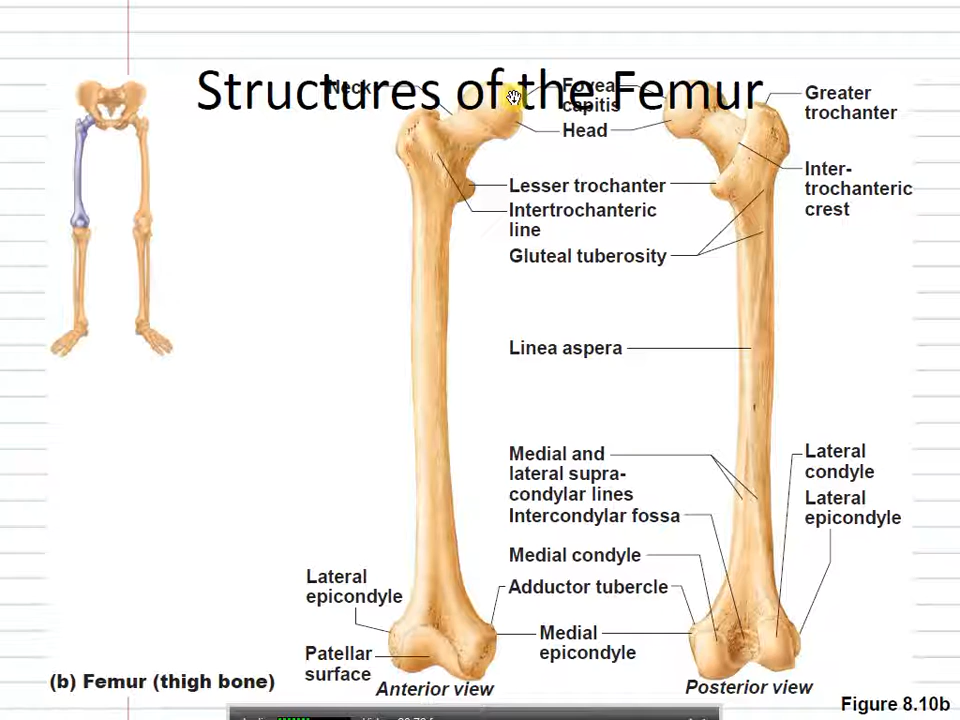 Structures of the Femur
Neck
Fovea
capitis
Head
Greater
trochanter
Lesser trochanter
Inter-
trochanteric
crest
Intertrochanteric
line
Gluteal tuberosity
Linea aspera
Medial and
lateral supra-
condylar lines
Intercondylar fossa
Lateral
condyle
Lateral
epicondyle
Medial condyle
Adductor tubercle
Lateral
epicondyle
Medial
epicondyle
Patellar
surface
(b) Femur (thigh bone)
Anterior view
Posterior view
Figure 8.10b